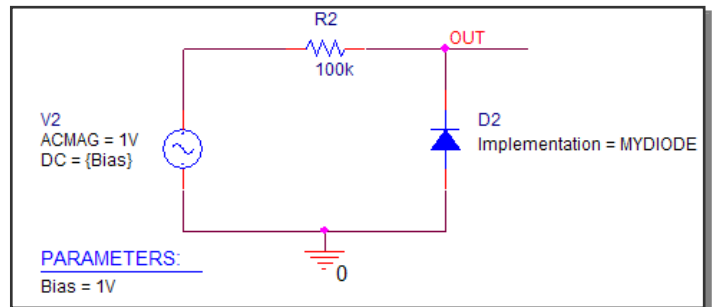 R2
OUT
100k
V2
ACMAG = 1V
DC = {Bias}
D2
Implementation = MYDIODE
PARAMETERS:
Bias = 1V
0